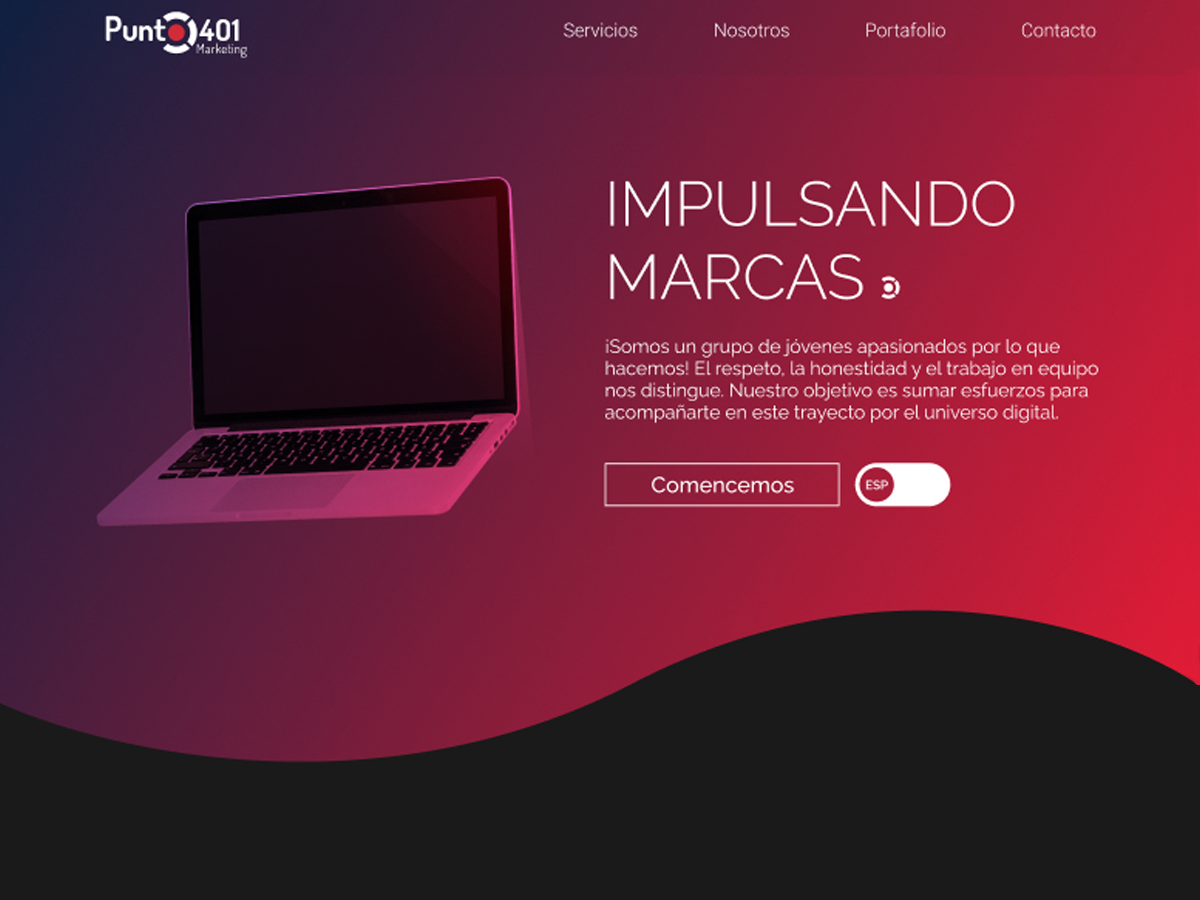 Punto401
Marketing
Servicios
Nosotros
Portafolio
Contacto
IMPULSANDO
MARCAS
¡Somos un grupo de jóvenes apasionados por lo que
hacemos! El respeto, la honestidad y el trabajo en equipo
nos distingue. Nuestro objetivo es sumar esfuerzos para
acompañarte en este trayecto por el universo digital.
Comencemos
ESP